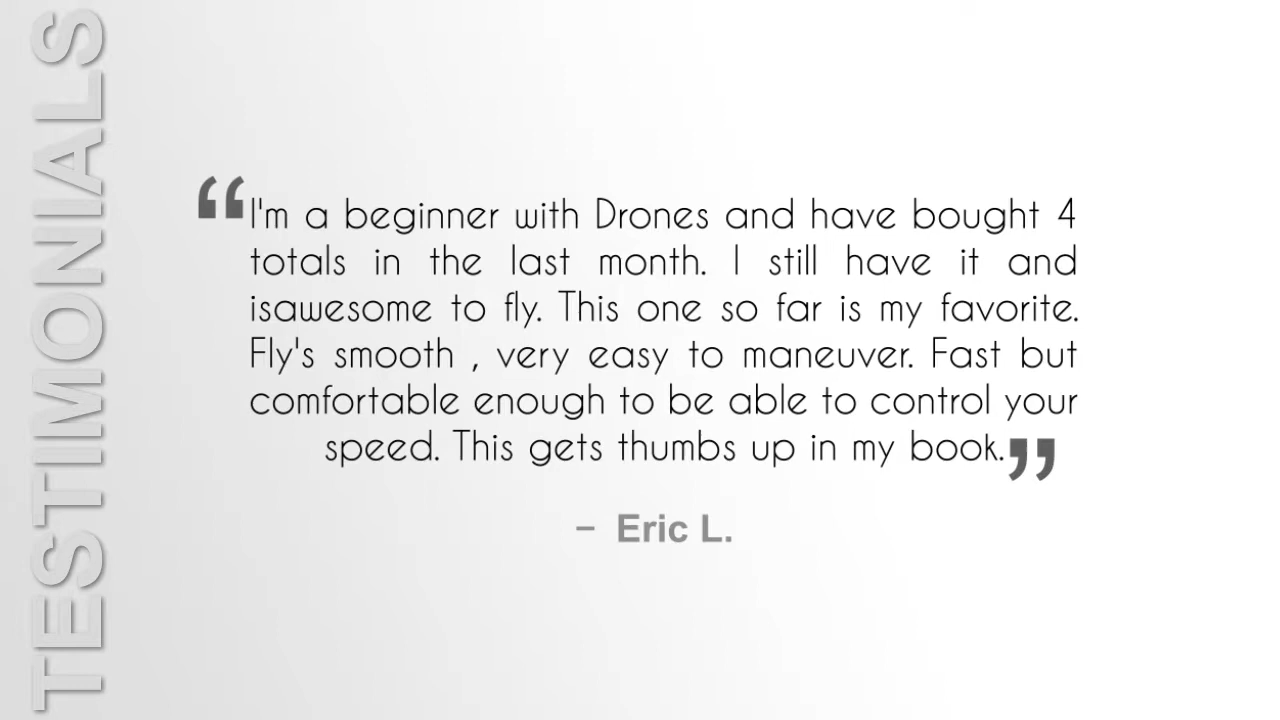 TESTIMONIALS
“I'm a beginner with Drones and have bought 4
totals in the last month. I still have it and
isawesome to fly. This one so far is my favorite.
Fly's smooth , very easy to maneuver. Fast but
comfortable enough to be able to control your
speed. This gets thumbs up in my book.”
– Eric L.